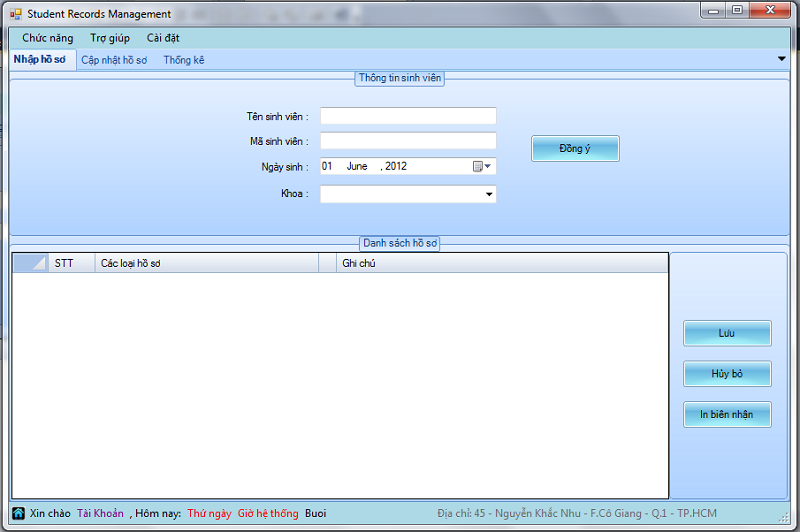 Student Records Management
Chức năng Trợ giúp Cài đặt
Nhập hồ sơ Cập nhật hồ sơ Thống kê
Thông tin sinh viên
Tên sinh viên :
Mã sinh viên :
Đồng ý
Ngày sinh : 01 June , 2012
Khoa :
Danh sách hồ sơ
STT Các loại hồ sơ Ghi chú
Lưu
Hủy bỏ
In biên nhận
Xin chào Tài Khoản , Hôm nay: Thứ ngày Giờ hệ thống Buoi Địa chỉ: 45 - Nguyễn Khắc Nhu - F.Cô Giang - Q.1 - TP.HCM